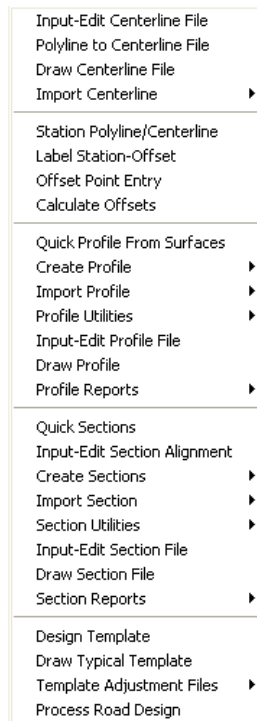 Input-Edit Centerline File
Polyline to Centerline File
Draw Centerline File
Import Centerline
Station Polyline/Centerline
Label Station-Offset
Offset Point Entry
Calculate Offsets
Quick Profile From Surfaces
Create Profile
Import Profile
Profile Utilities
Input-Edit Profile File
Draw Profile
Profile Reports
Quick Sections
Input-Edit Section Alignment
Create Sections
Import Section
Section Utilities
Input-Edit Section File
Draw Section File
Section Reports
Design Template
Draw Typical Template
Template Adjustment Files
Process Road Design